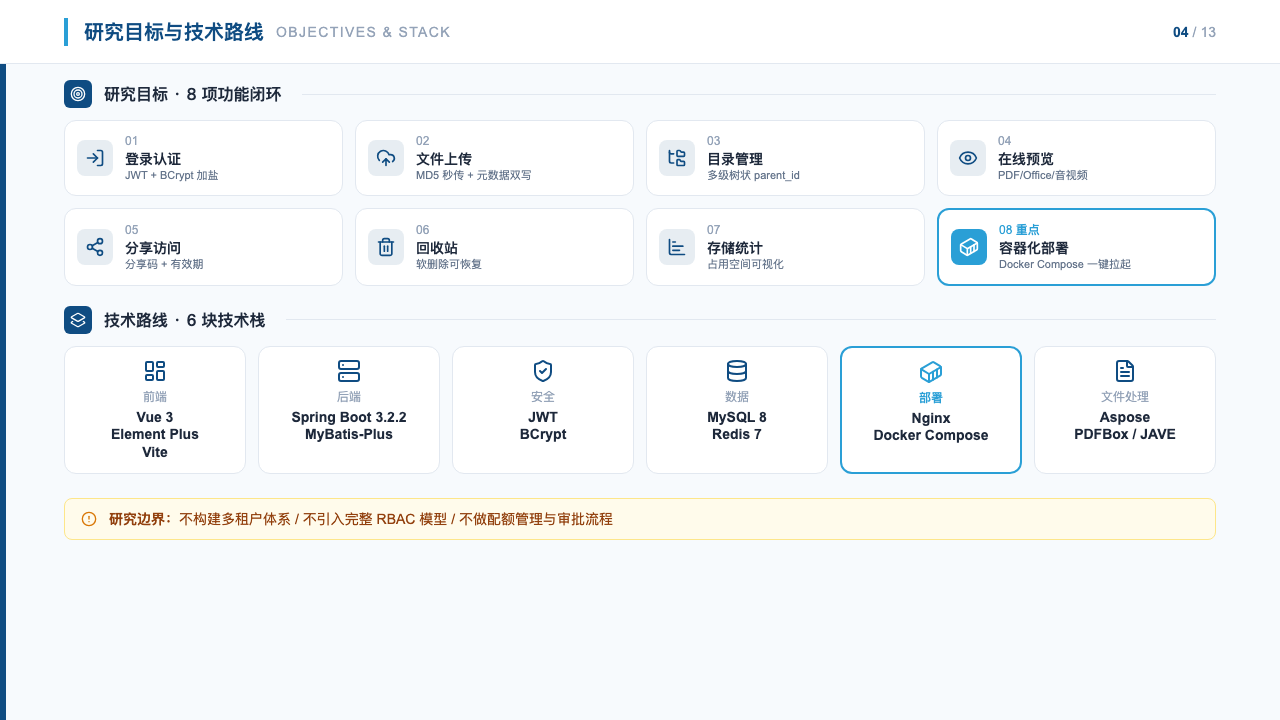 研究目标与技术路线 OBJECTIVES & STACK
04 / 13
研究目标 · 8 项功能闭环
01
登录认证
JWT + BCrypt 加盐
02
文件上传
MD5 秒传 + 元数据双写
03
目录管理
多级树状 parent_id
04
在线预览
PDF/Office/音视频
05
分享访问
分享码 + 有效期
06
回收站
软删除可恢复
07
存储统计
占用空间可视化
08 重点
容器化部署
Docker Compose 一键拉起
技术路线 · 6 块技术栈
前端
Vue 3
Element Plus
Vite
后端
Spring Boot 3.2.2
MyBatis-Plus
安全
JWT
BCrypt
数据
MySQL 8
Redis 7
部署
Nginx
Docker Compose
文件处理
Aspose
PDFBox / JAVE
研究边界：不构建多租户体系 / 不引入完整 RBAC 模型 / 不做配额管理与审批流程